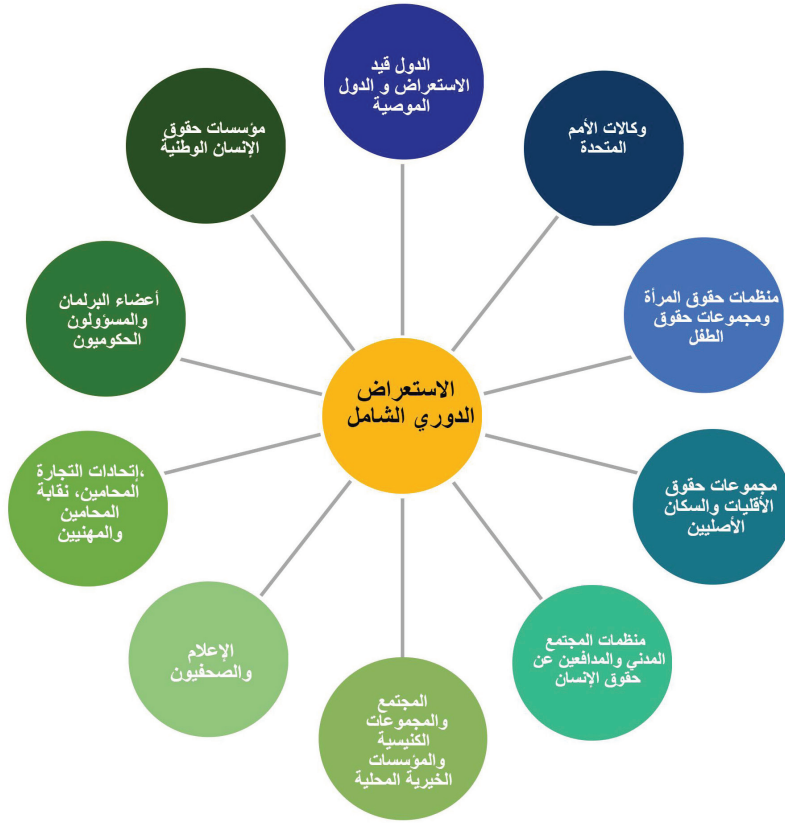 الدول قيد
الاستعراض و الدول
الموصية
وكالات الأمم
المتحدة
منظمات حقوق المرأة
ومجموعات حقوق
الطفل
مجموعات حقوق
الأقليات والسكان
الأصليين
منظمات المجتمع
المدني والمدافعين عن
حقوق الإنسان
المجتمع
والمجموعات
الكنيسية
والمؤسسات
الخيرية المحلية
الإعلام
والصحفيون
،إتحادات التجارة
المحامين، نقابة
المحامين
والمهنيين
أعضاء البرلمان
والمسؤولون
الحكوميون
مؤسسات حقوق
الإنسان الوطنية
الاستعراض
الدوري الشامل